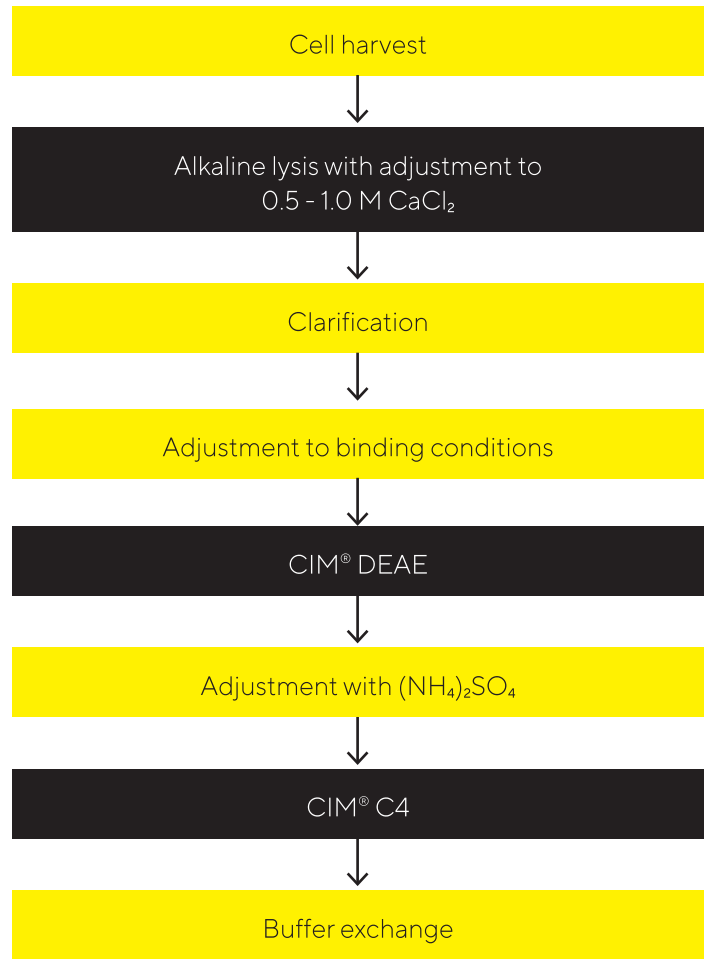 Cell harvest
Alkaline lysis with adjustment to
0.5 - 1.0 M CaCl₂
Clarification
Adjustment to binding conditions
CIM® DEAE
Adjustment with (NH₄)₂SO₄
CIM® C4
Buffer exchange